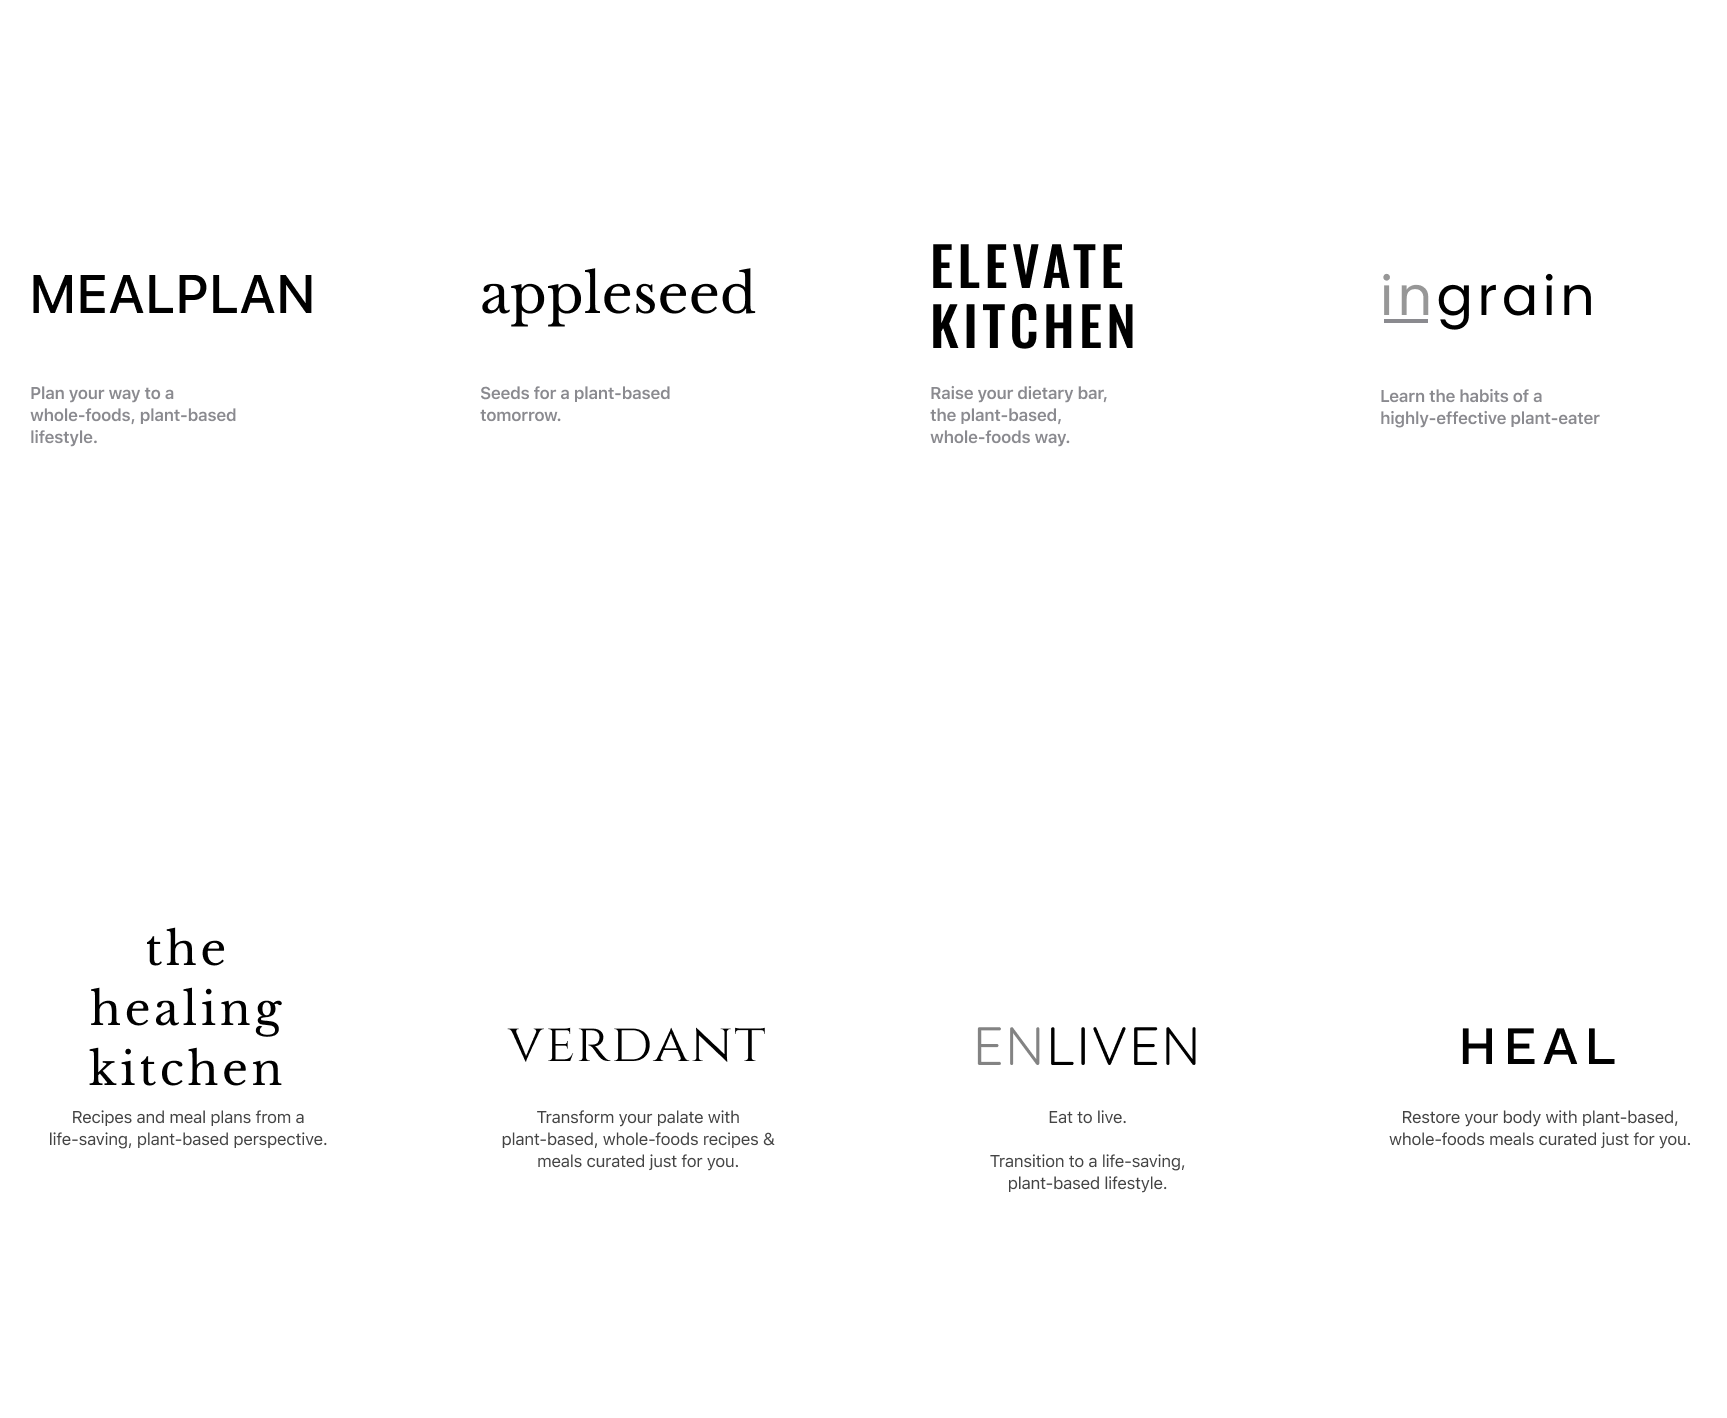 MEALPLAN
Plan your way to a
whole-foods, plant-based
lifestyle.
appleseed
Seeds for a plant-based
tomorrow.
ELEVATE
KITCHEN
Raise your dietary bar,
the plant-based,
whole-foods way.
ingrain
Learn the habits of a
highly-effective plant-eater
the
healing
kitchen
Recipes and meal plans from a
life-saving, plant-based perspective.
VERDANT
Transform your palate with
plant-based, whole-foods recipes &
meals curated just for you.
ENLIVEN
Eat to live.
Transition to a life-saving,
plant-based lifestyle.
HEAL
Restore your body with plant-based,
whole-foods meals curated just for you.